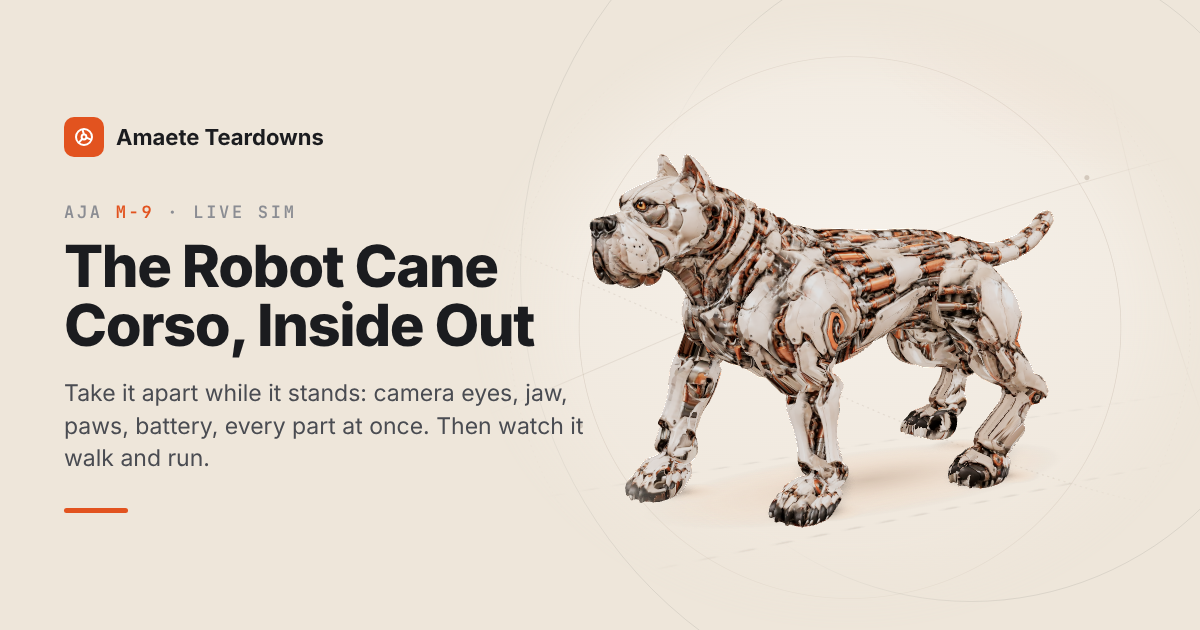 Amaete Teardowns
AJA M-9 · LIVE SIM
The Robot Cane
Corso, Inside Out
Take it apart while it stands: camera eyes, jaw,
paws, battery, every part at once. Then watch it
walk and run.